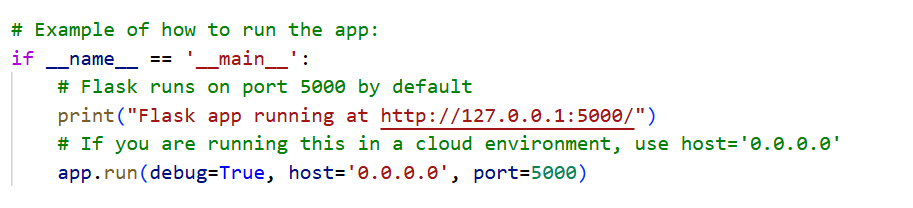 # Example of how to run the app:
if __name__ == '__main__':
    # Flask runs on port 5000 by default
    print("Flask app running at http://127.0.0.1:5000/")
    # If you are running this in a cloud environment, use host='0.0.0.0'
    app.run(debug=True, host='0.0.0.0', port=5000)